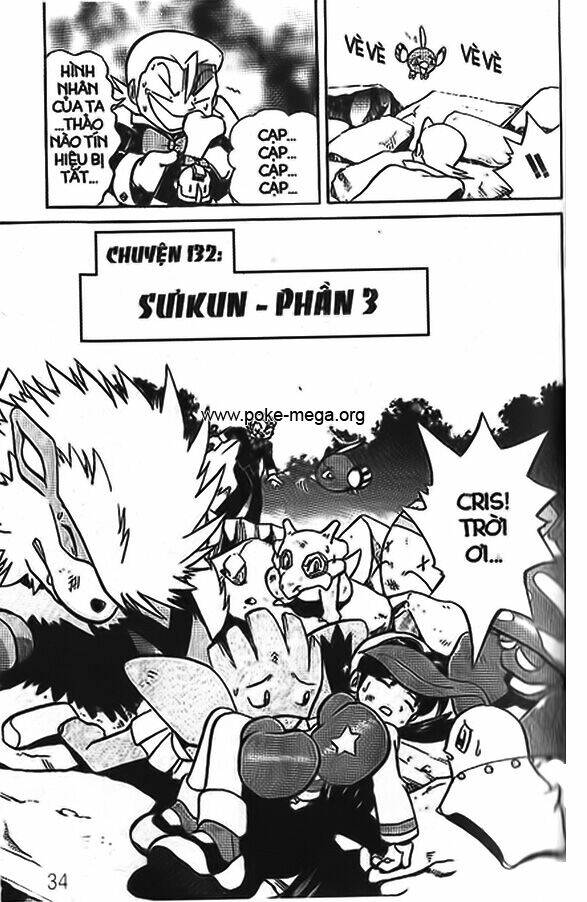 HÌNH
NHÂN
CỦA TA
...THẢO
NÀO TÍN
HIỆU BỊ
TẮT...
CẠP...
CẠP...
CẠP...
CẠP...
VÈ VÈ
VÈ VÈ
!!
CHUYỆN 132:
SUIKUN - PHẦN 3
www.poke-mega.org
CRIS!
TRỜI
ƠI...
34